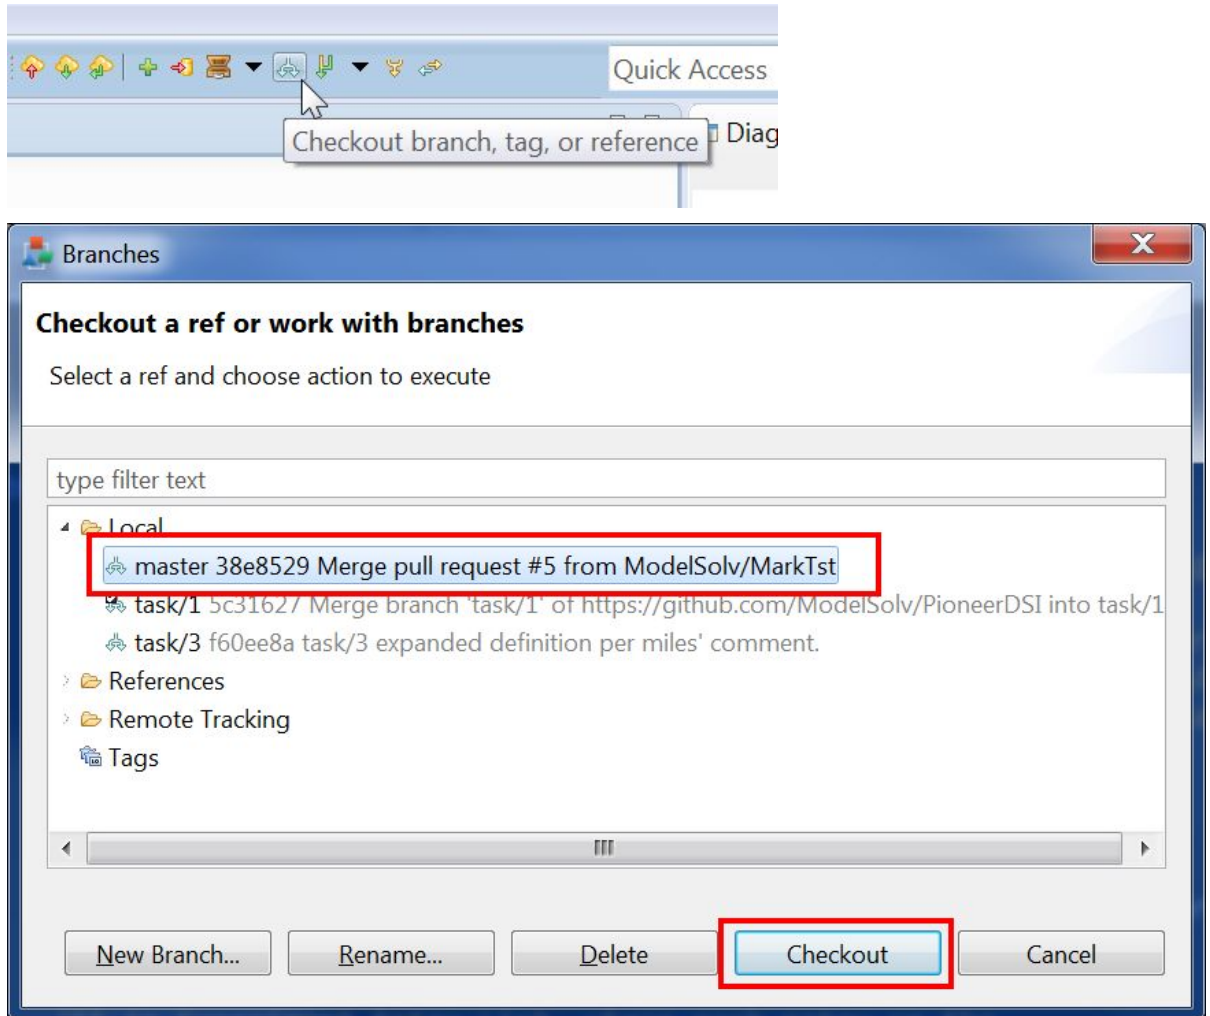 Quick Access
Checkout branch, tag, or reference
Diag
Branches
Checkout a ref or work with branches
Select a ref and choose action to execute
type filter text
Local
master 38e8529 Merge pull request #5 from ModelSolv/MarkTst
task/1 5c31627 Merge branch 'task/1' of https://github.com/ModelSolv/PioneerDSI into task/1
task/3 f60ee8a task/3 expanded definition per miles' comment.
References
Remote Tracking
Tags
New Branch... Rename... Delete Checkout Cancel